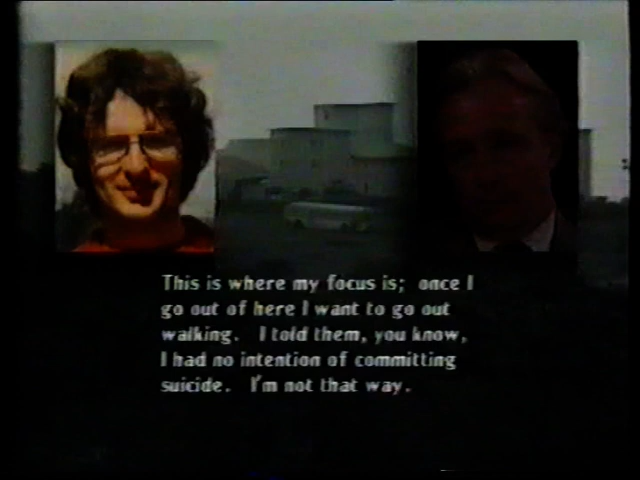 This is where my focus is; once I
go out of here I want to go out
walking. I told them, you know,
I had no intention of committing
suicide. I'm not that way.